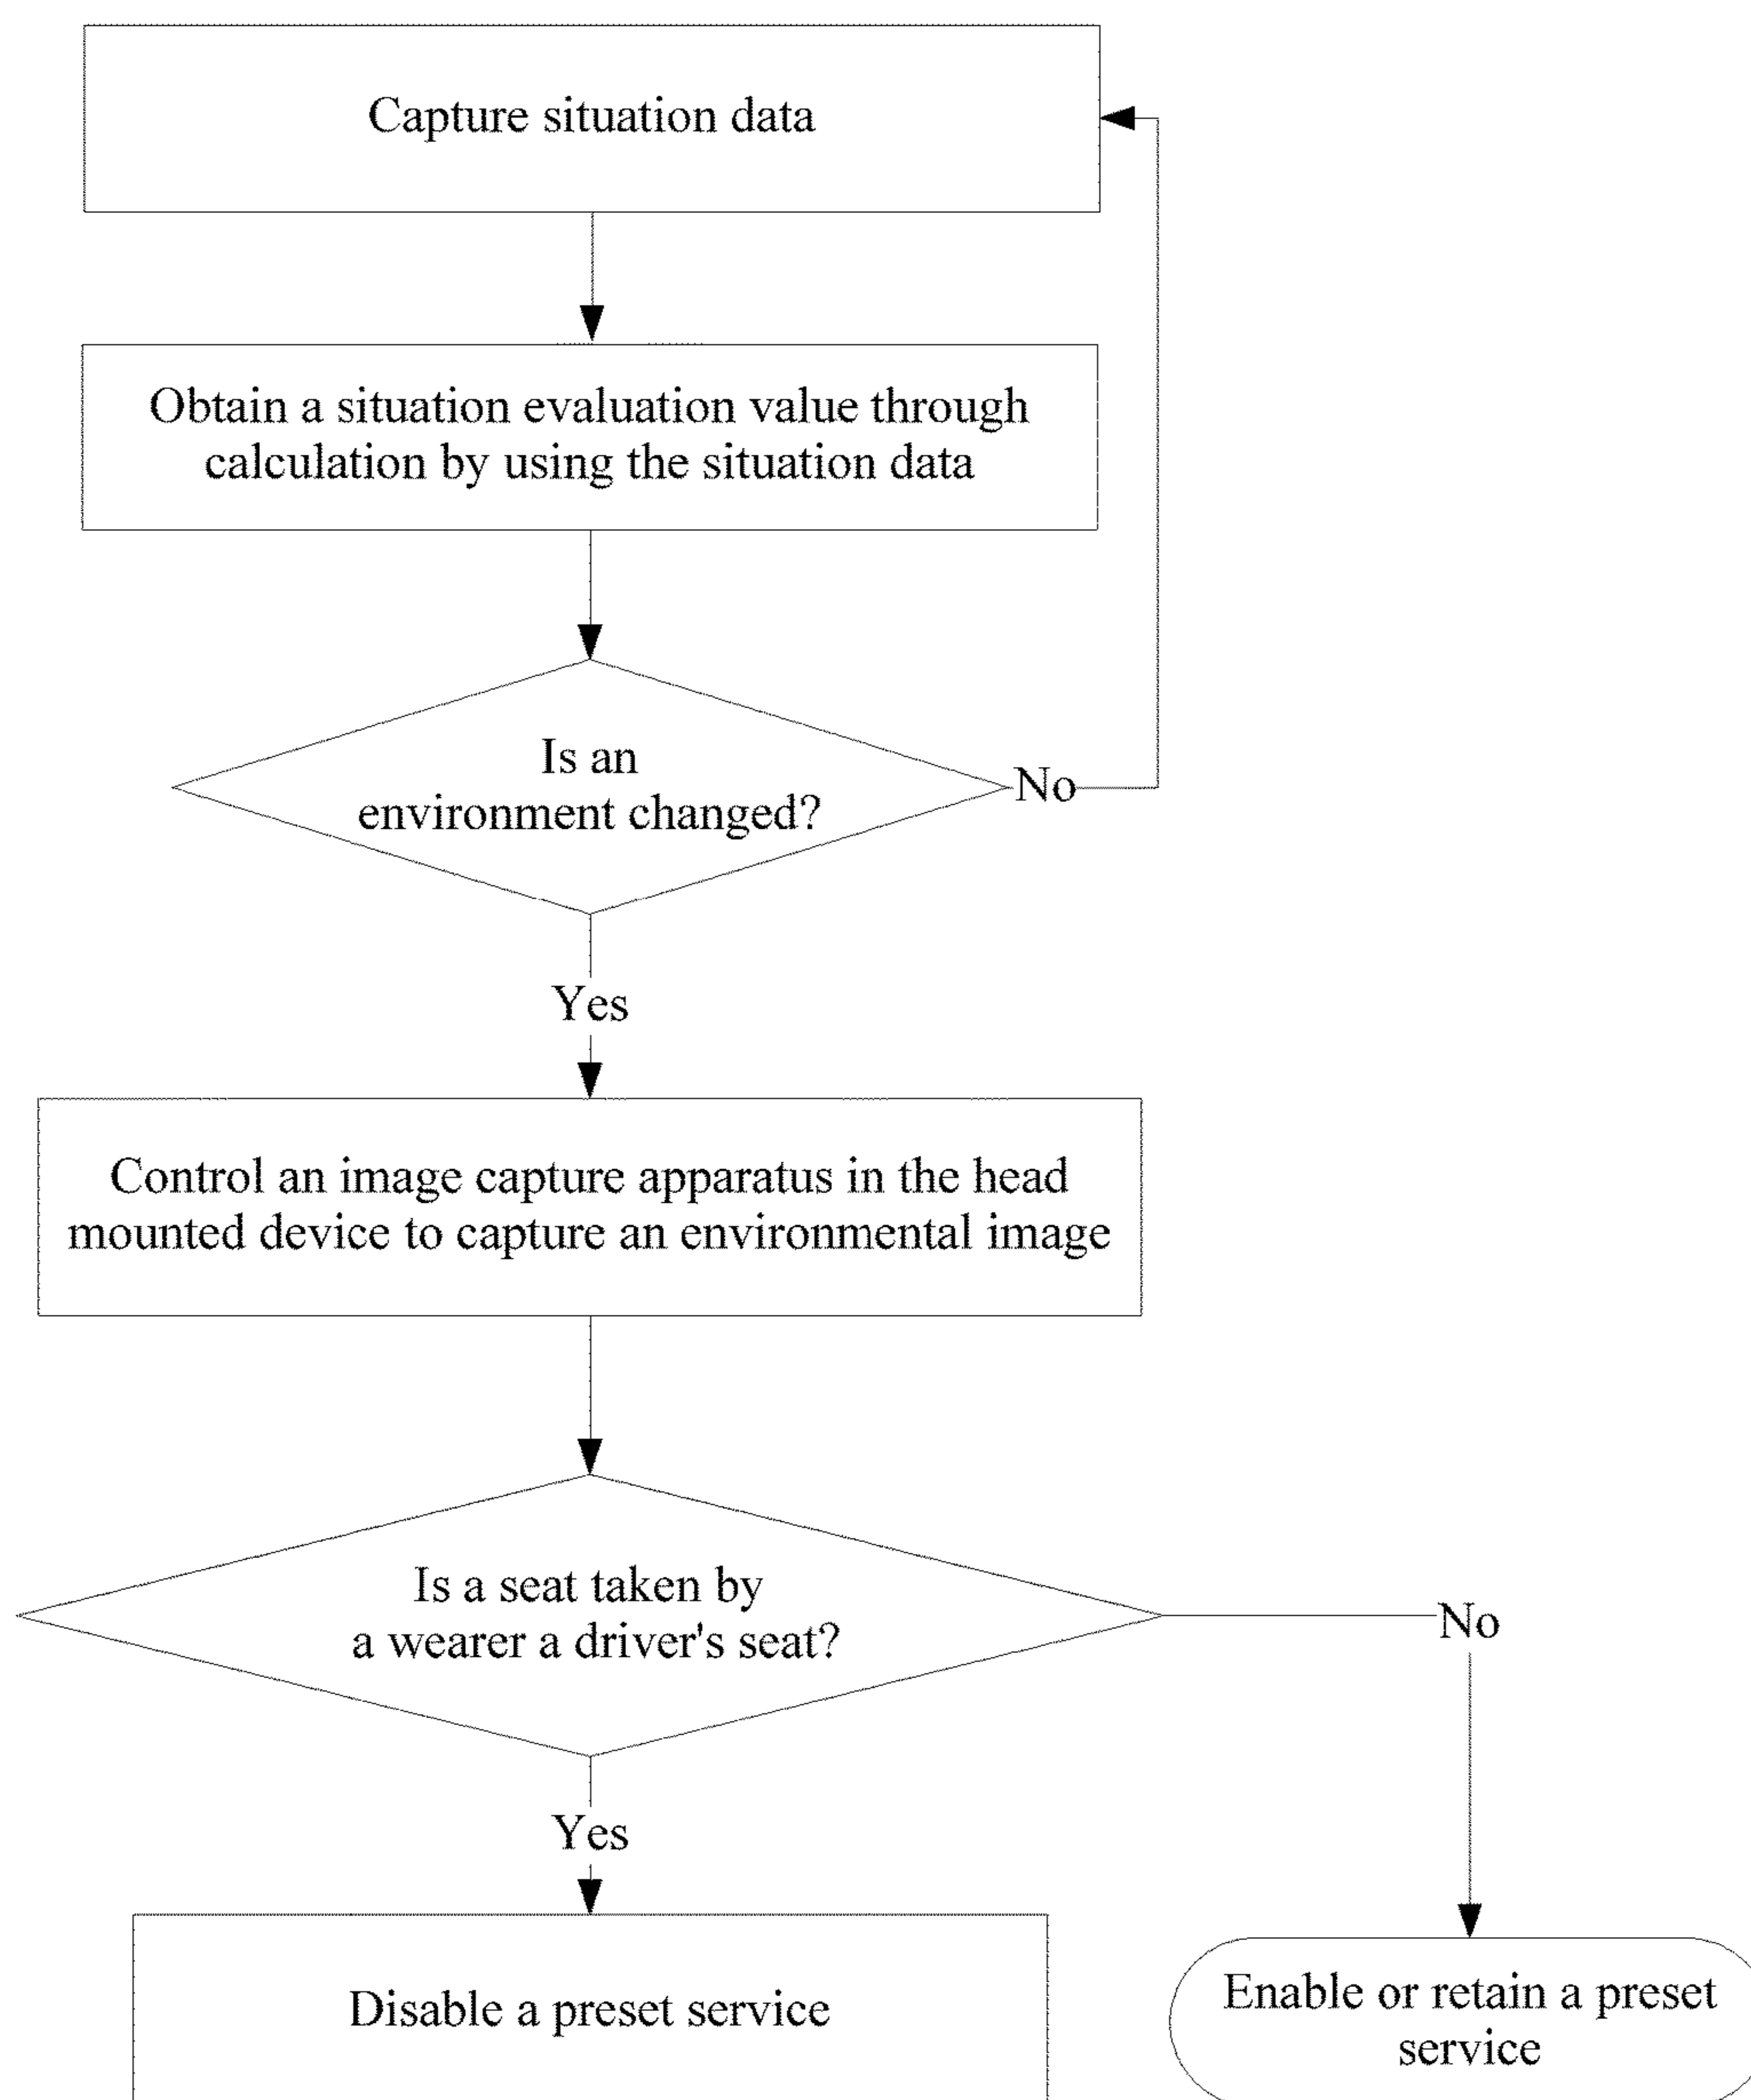 Capture situation data
Obtain a situation evaluation value through
calculation by using the situation data
Is an
environment changed?
No
Yes
Control an image capture apparatus in the head
mounted device to capture an environmental image
Is a seat taken by
a wearer a driver's seat?
No
Yes
Disable a preset service
Enable or retain a preset
service